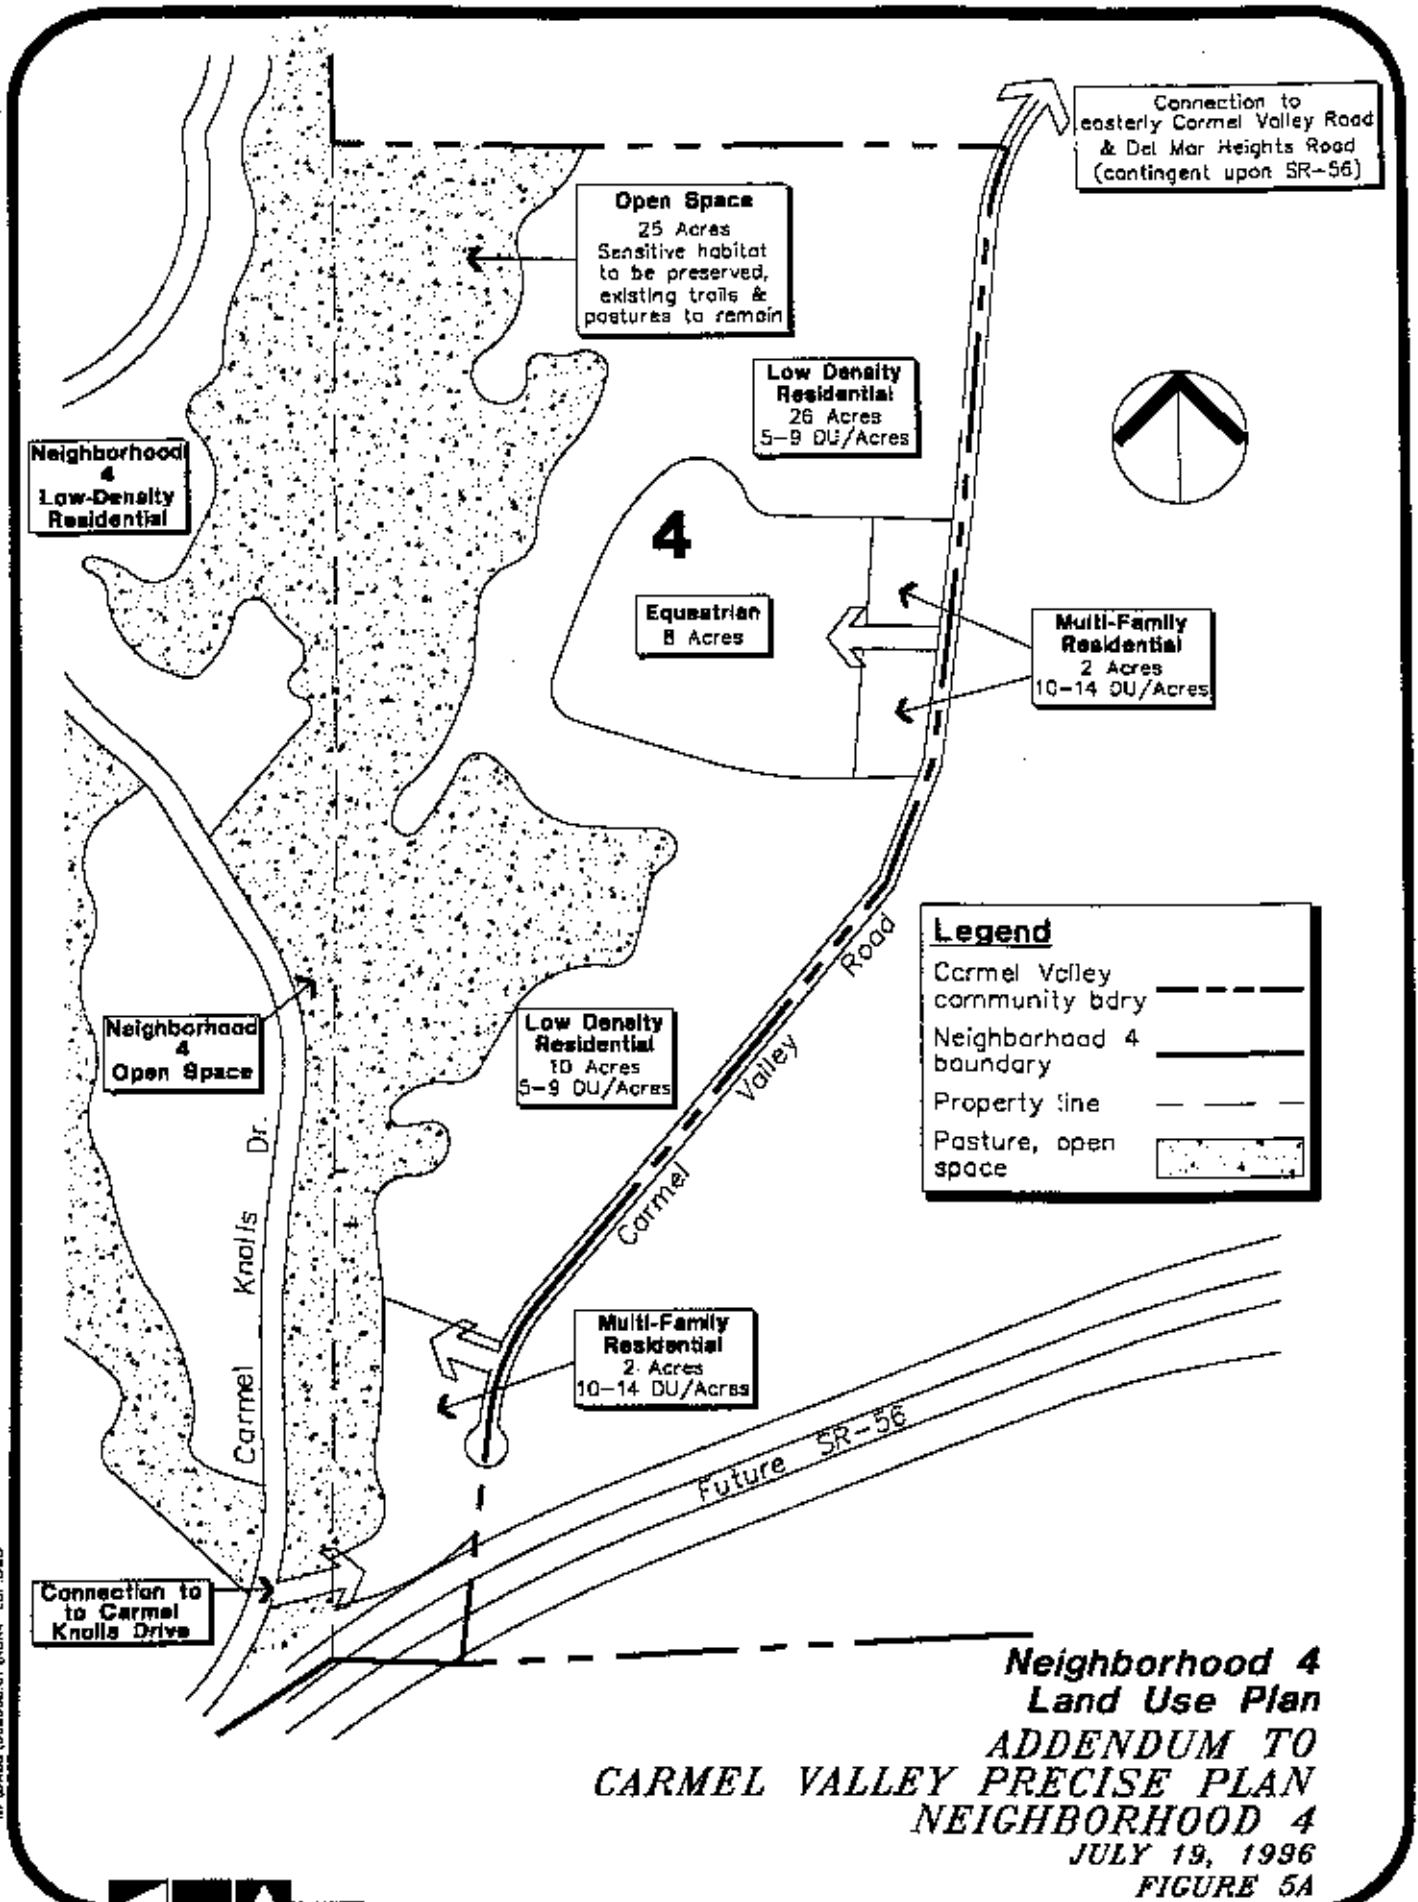 Connection to
easterly Carmel Valley Road
& Del Mar Heights Road
(contingent upon SR-56)
Open Space
25 Acres
Sensitive habitat
to be preserved,
existing trails &
pastures to remain
Low Density
Residential
26 Acres
5-9 DU/Acres
Neighborhood
4
Low-Density
Residential
4
Equestrian
8 Acres
Multi-Family
Residential
2 Acres
10-14 DU/Acres
Legend
Carmel Valley
community bdry
Neighborhood 4
boundary
Property line
Pasture, open
space
Neighborhood
4
Open Space
Low Density
Residential
10 Acres
5-9 DU/Acres
Carmel Valley Road
Carmel Knolls Dr.
Multi-Family
Residential
2 Acres
10-14 DU/Acres
Future SR-56
Connection to
to Carmel
Knolls Drive
Neighborhood 4
Land Use Plan
ADDENDUM TO
CARMEL VALLEY PRECISE PLAN
NEIGHBORHOOD 4
JULY 19, 1996
FIGURE 5A